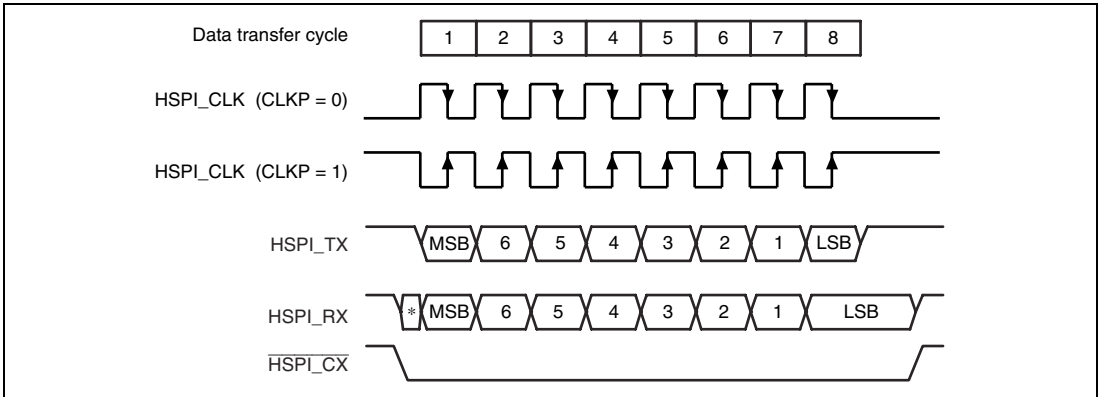 Data transfer cycle 1 2 3 4 5 6 7 8
HSPI_CLK (CLKP = 0)
HSPI_CLK (CLKP = 1)
HSPI_TX MSB 6 5 4 3 2 1 LSB
HSPI_RX * MSB 6 5 4 3 2 1 LSB
HSPI_CX